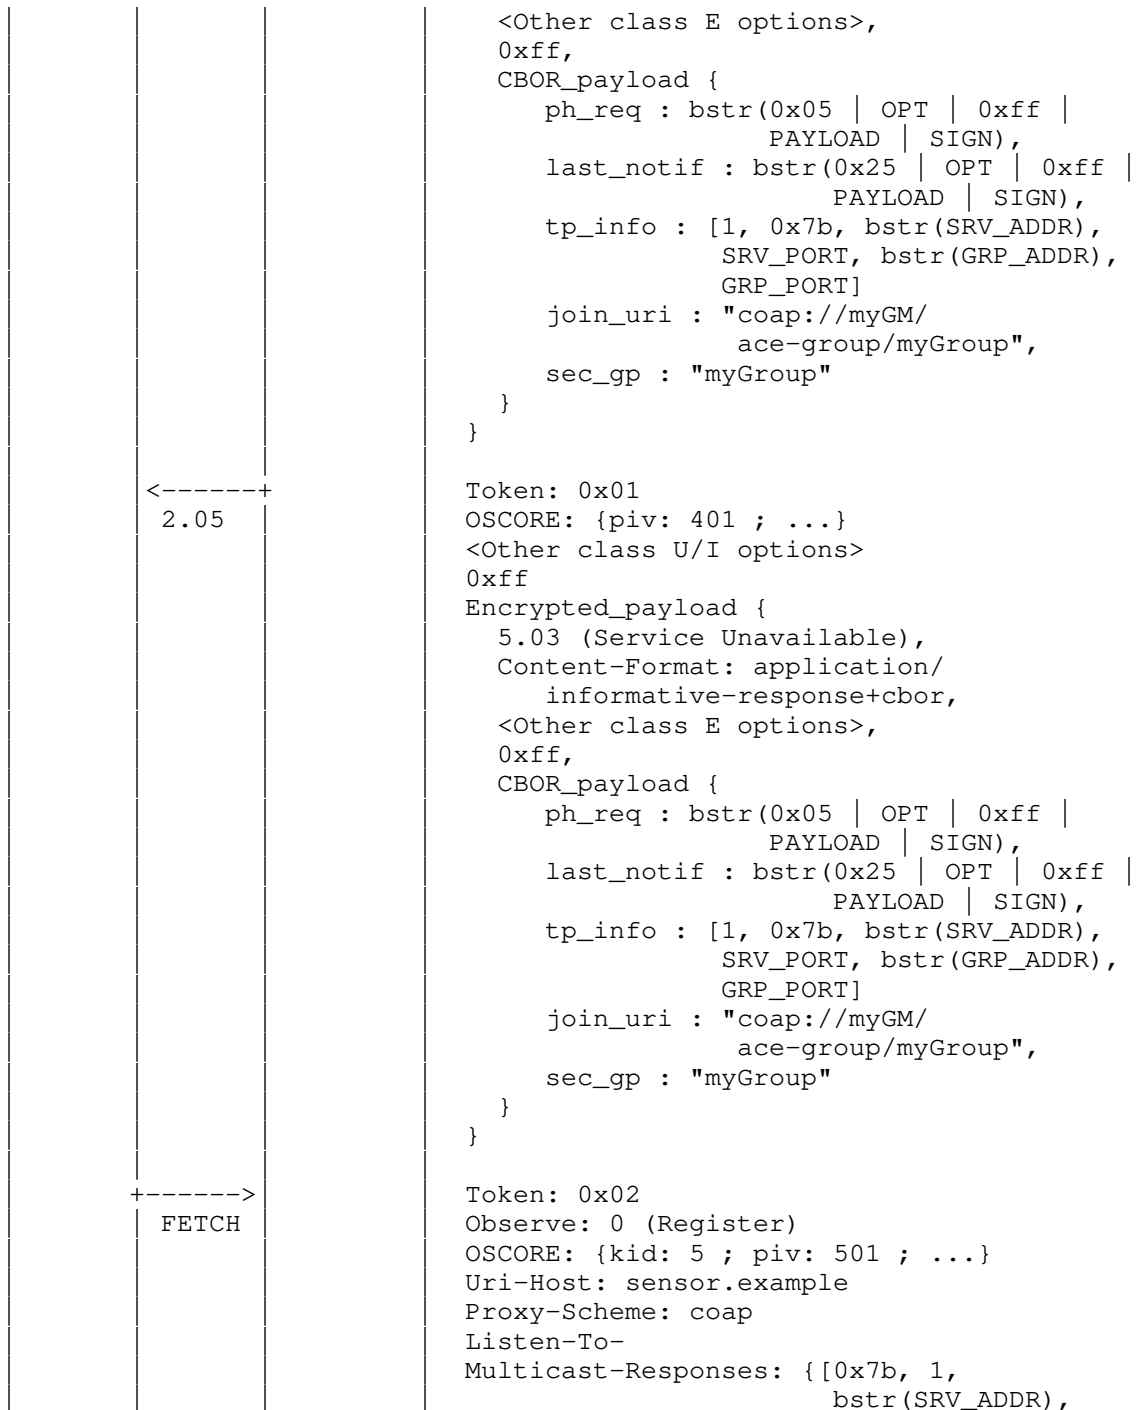 <Other class E options>,
0xff,
CBOR_payload {
ph_req : bstr(0x05 | OPT | 0xff |
PAYLOAD | SIGN),
last_notif : bstr(0x25 | OPT | 0xff |
PAYLOAD | SIGN),
tp_info : [1, 0x7b, bstr(SRV_ADDR),
SRV_PORT, bstr(GRP_ADDR),
GRP_PORT]
join_uri : "coap://myGM/
ace-group/myGroup",
sec_gp : "myGroup"
}
}
<------+ Token: 0x01
2.05 OSCORE: {piv: 401 ; ...}
<Other class U/I options>
0xff
Encrypted_payload {
5.03 (Service Unavailable),
Content-Format: application/
informative-response+cbor,
<Other class E options>,
0xff,
CBOR_payload {
ph_req : bstr(0x05 | OPT | 0xff |
PAYLOAD | SIGN),
last_notif : bstr(0x25 | OPT | 0xff |
PAYLOAD | SIGN),
tp_info : [1, 0x7b, bstr(SRV_ADDR),
SRV_PORT, bstr(GRP_ADDR),
GRP_PORT]
join_uri : "coap://myGM/
ace-group/myGroup",
sec_gp : "myGroup"
}
}
+------> Token: 0x02
FETCH Observe: 0 (Register)
OSCORE: {kid: 5 ; piv: 501 ; ...}
Uri-Host: sensor.example
Proxy-Scheme: coap
Listen-To-
Multicast-Responses: {[0x7b, 1,
bstr(SRV_ADDR),